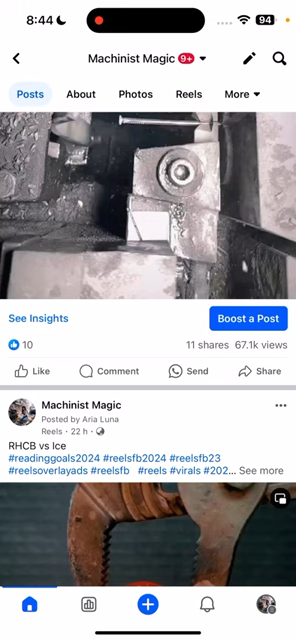 8:44
94
Machinist Magic 9+
Posts About Photos Reels More
See Insights Boost a Post
10 11 shares 67.1k views
Like Comment Send Share
Machinist Magic
Posted by Aria Luna
Reels · 22 h ·
RHCB vs Ice
#readinggoals2024 #reelsfb2024 #reelsfb23
#reelsoverlayads #reelsfb #reels #virals #202... See more